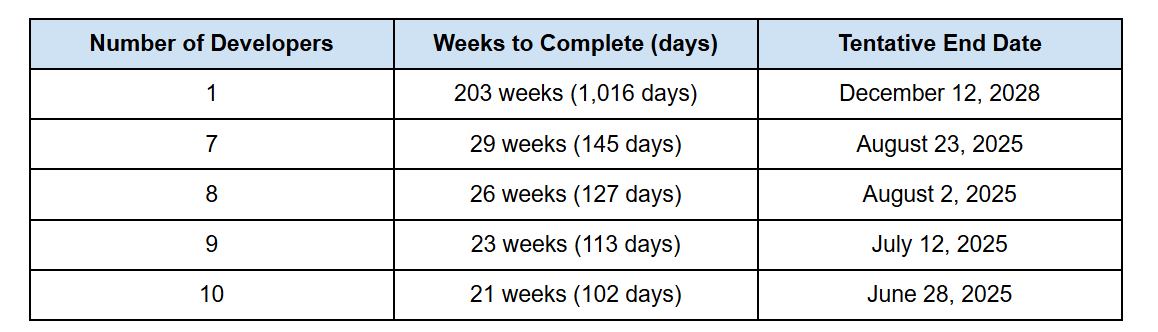 Number of Developers Weeks to Complete (days) Tentative End Date
1 203 weeks (1,016 days) December 12, 2028
7 29 weeks (145 days) August 23, 2025
8 26 weeks (127 days) August 2, 2025
9 23 weeks (113 days) July 12, 2025
10 21 weeks (102 days) June 28, 2025